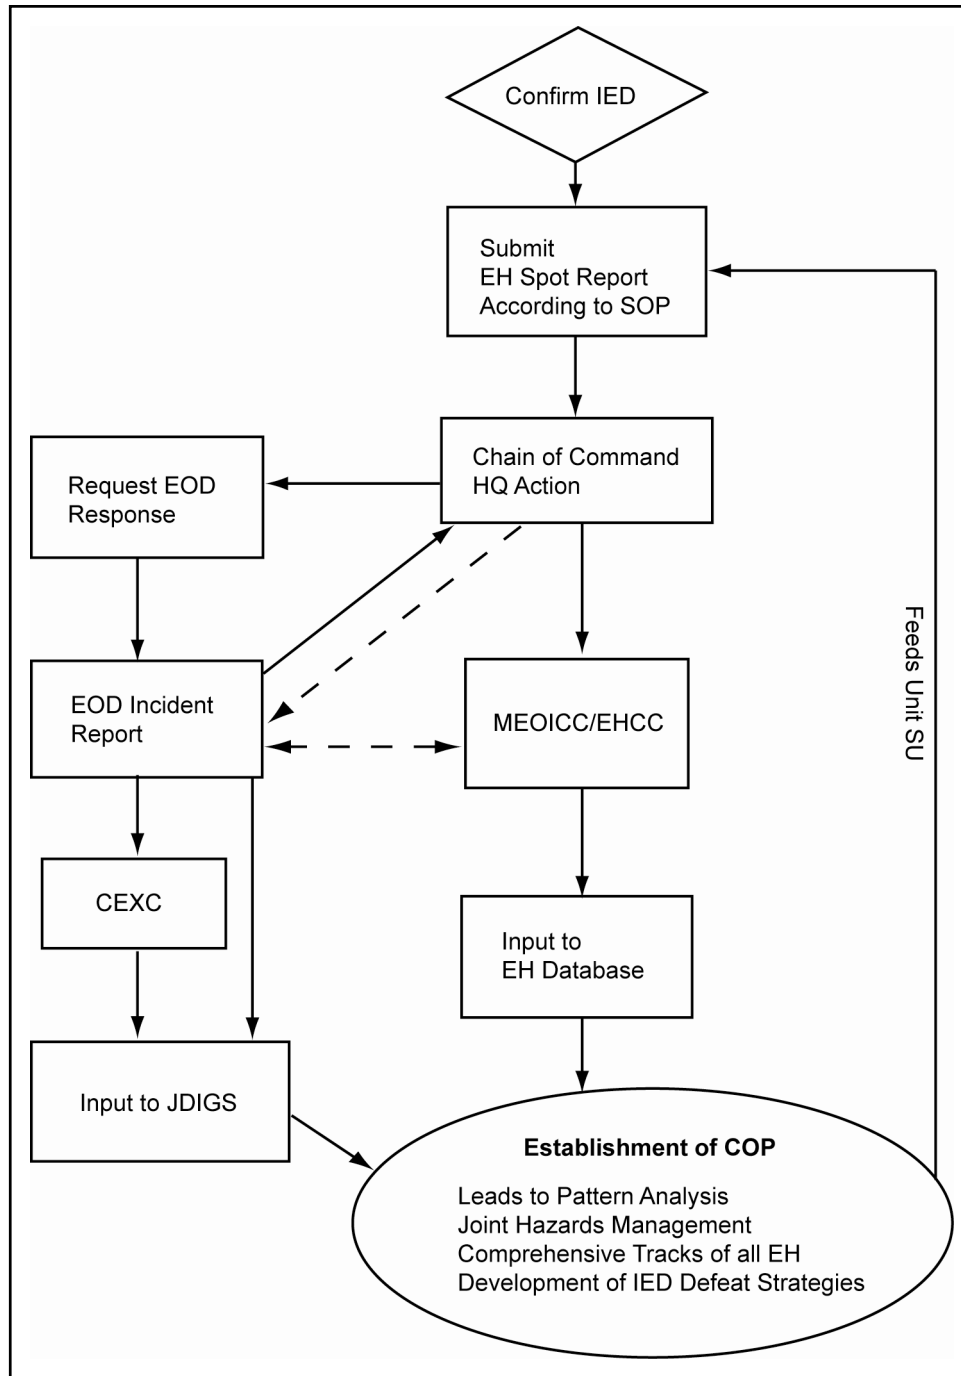 Confirm IED
Submit
EH Spot Report
According to SOP
Chain of Command
HQ Action
Request EOD
Response
Feeds Unit SU
EOD Incident
Report
MEOICC/EHCC
CEXC
Input to
EH Database
Input to JDIGS
Establishment of COP
Leads to Pattern Analysis
Joint Hazards Management
Comprehensive Tracks of all EH
Development of IED Defeat Strategies